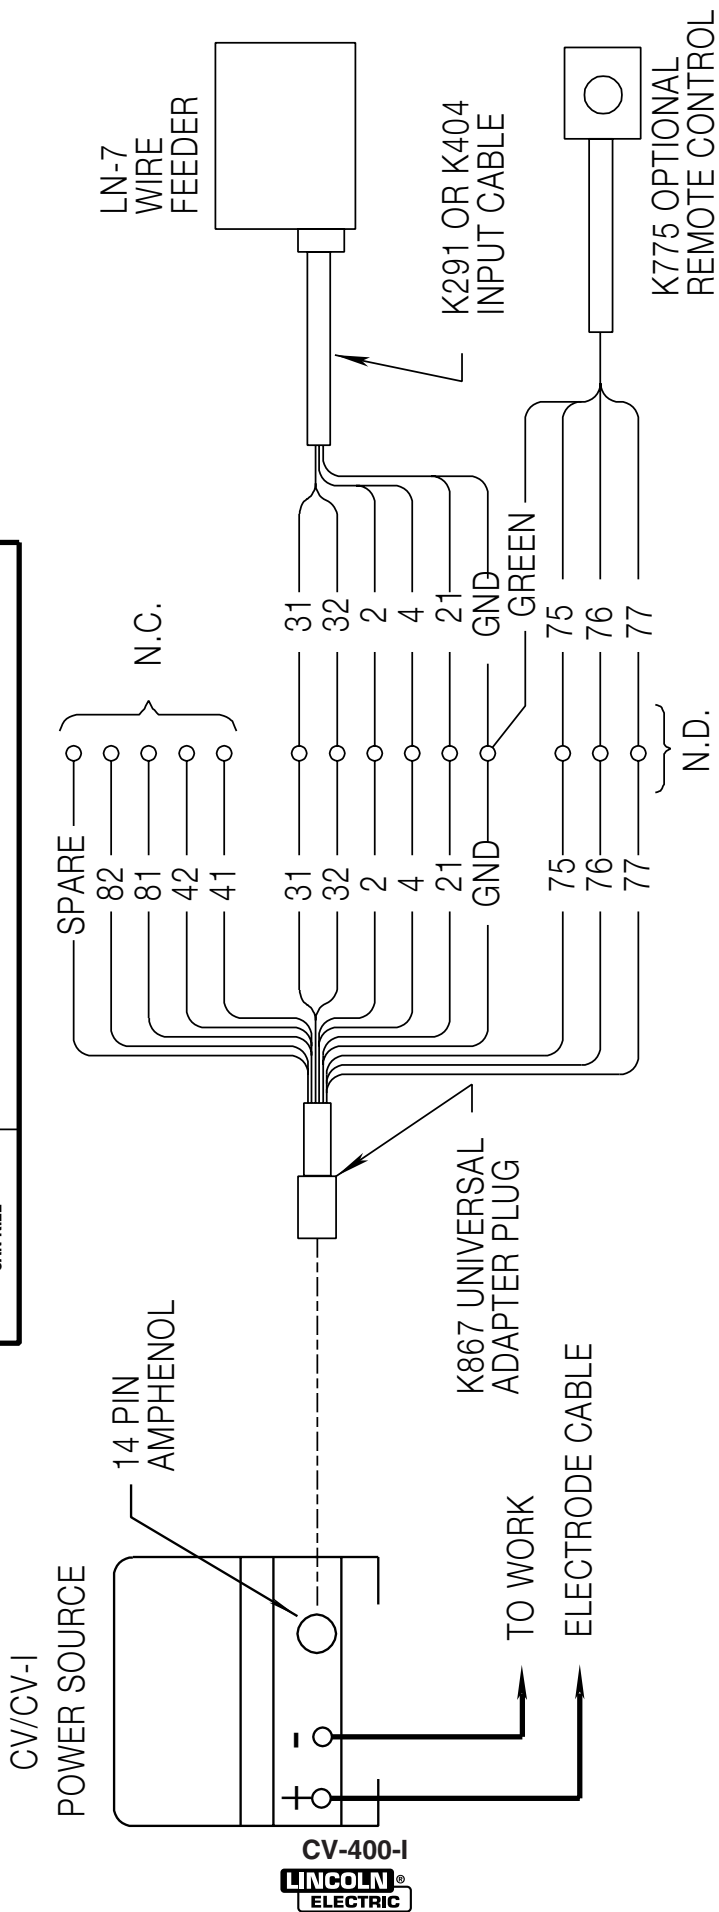 LN-7
WIRE
FEEDER
K291 OR K404
INPUT CABLE
K775 OPTIONAL
REMOTE CONTROL
N.C.
31
32
2
4
21
GND
GREEN
75
76
77
N.D.
SPARE
82
81
42
41
31
32
2
4
21
GND
75
76
77
K867 UNIVERSAL
ADAPTER PLUG
14 PIN
AMPHENOL
CV/CV-I
POWER SOURCE
TO WORK
ELECTRODE CABLE
-
+
CV-400-I
LINCOLN ®
ELECTRIC